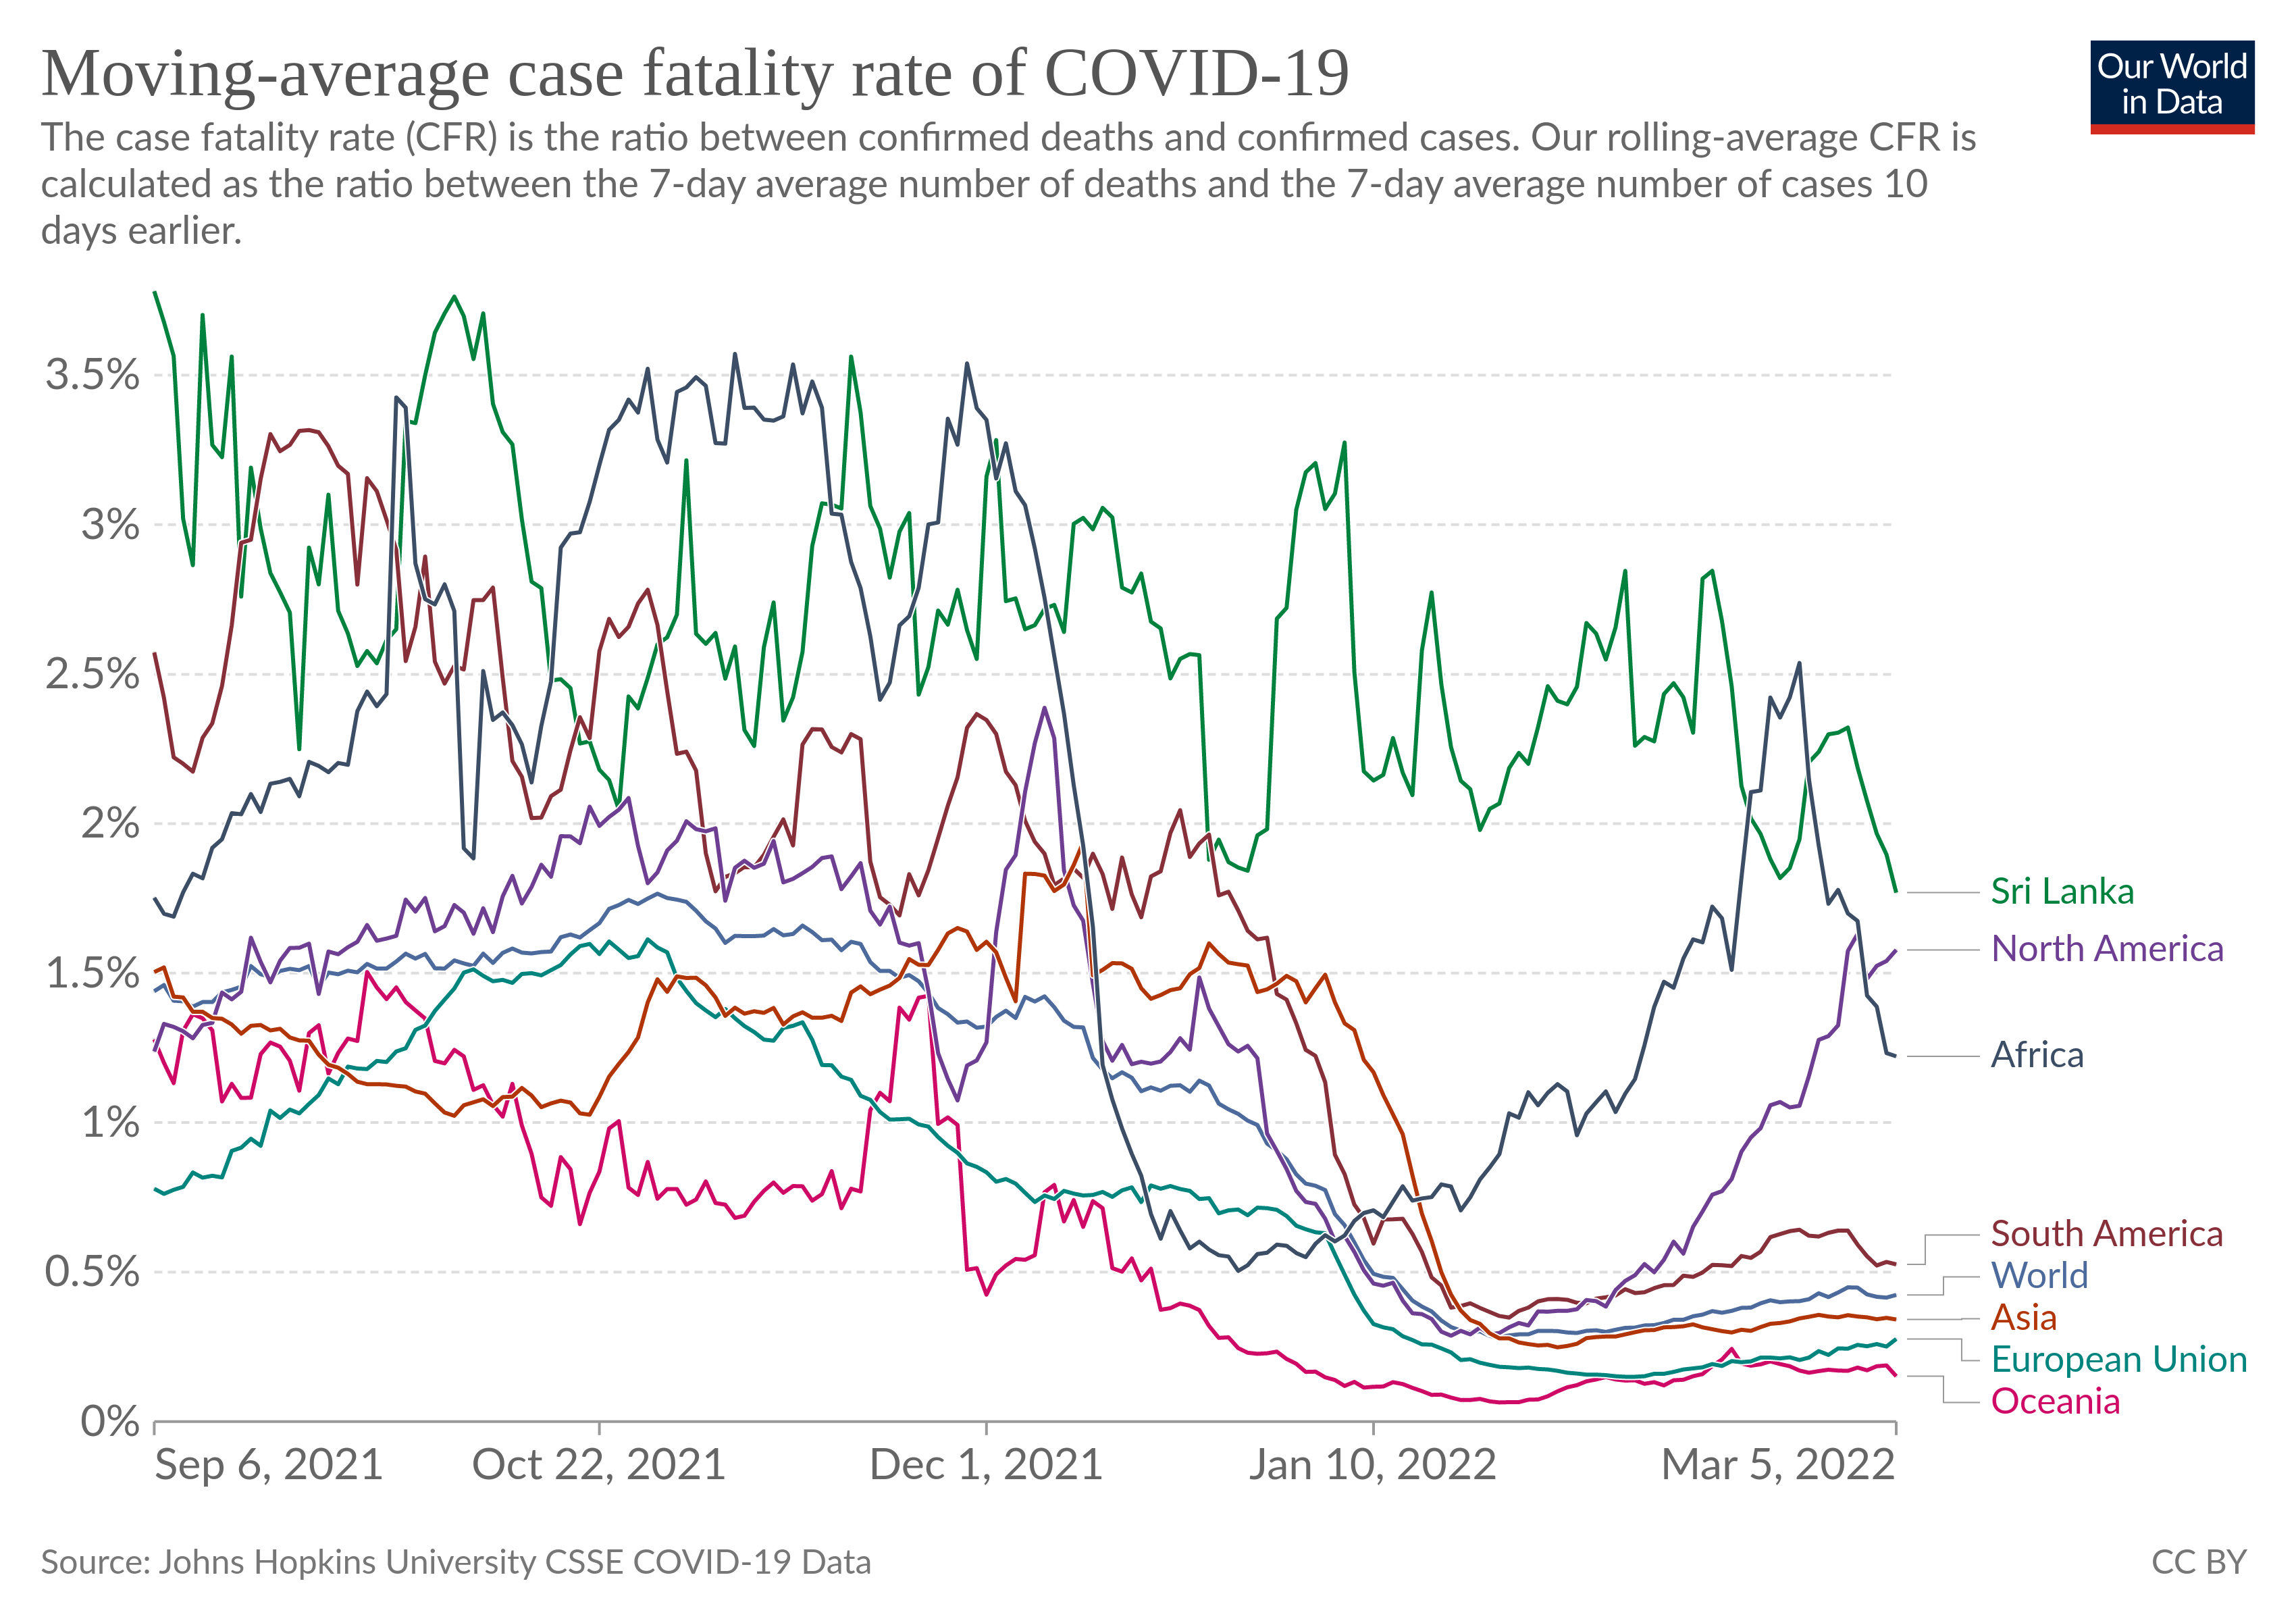 Moving-average case fatality rate of COVID-19
Our World
in Data
The case fatality rate (CFR) is the ratio between confirmed deaths and confirmed cases. Our rolling-average CFR is
calculated as the ratio between the 7-day average number of deaths and the 7-day average number of cases 10
days earlier.
3.5%
3%
2.5%
2%
1.5%
1%
0.5%
0%
Sri Lanka
North America
Africa
South America
World
Asia
European Union
Oceania
Sep 6, 2021
Oct 22, 2021
Dec 1, 2021
Jan 10, 2022
Mar 5, 2022
Source: Johns Hopkins University CSSE COVID-19 Data
CC BY